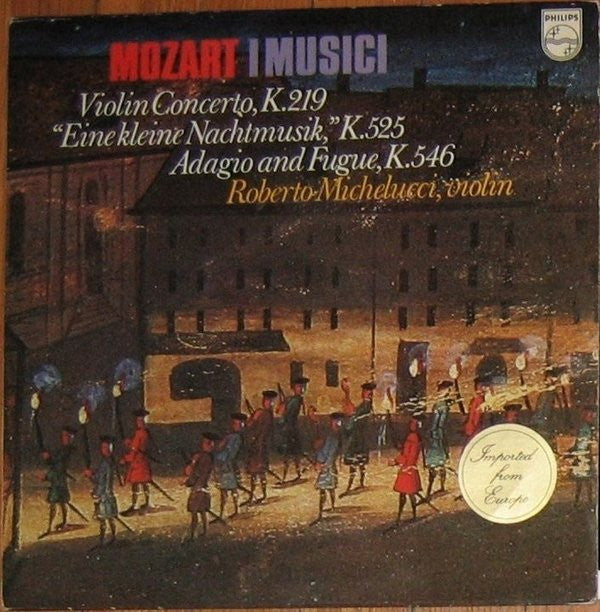 PHILIPS
MOZART I MUSICI
Violin Concerto, K.219
"Eine kleine Nachtmusik," K.525
Adagio and Fugue, K.546
Roberto Michelucci, violin
Imported
from
Europe